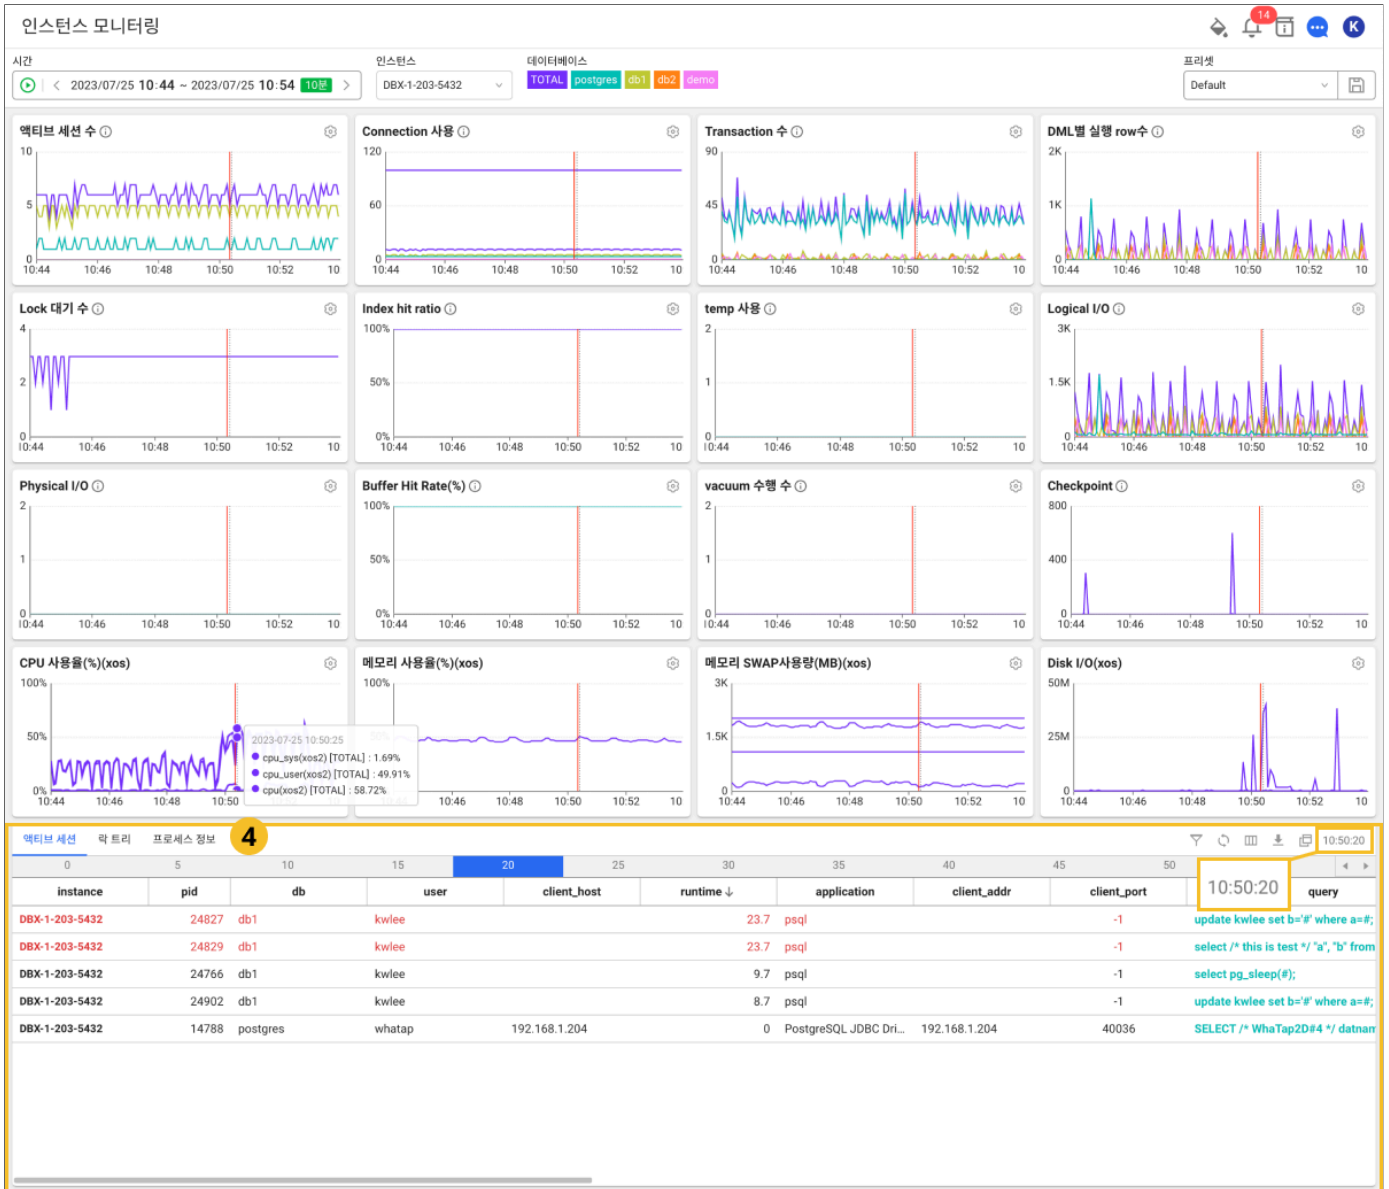 인스턴스 모니터링
14
K
시간
인스턴스
데이터베이스
프리셋
2023/07/25 10:44 ~ 2023/07/25 10:54 10분
DBX-1-203-5432
TOTAL postgres db1 db2 demo
Default
액티브 세션 수
10
5
0
10:44 10:46 10:48 10:50 10:52 10
Connection 사용
120
60
0
10:44 10:46 10:48 10:50 10:52 10
Transaction 수
90
45
0
10:44 10:46 10:48 10:50 10:52 10
DML별 실행 row수
2K
1K
0
10:44 10:46 10:48 10:50 10:52 10
Lock 대기 수
4
2
0
10:44 10:46 10:48 10:50 10:52
Index hit ratio
100%
50%
0%
10:44 10:46 10:48 10:50 10:52 10
temp 사용
2
1
0
10:44 10:46 10:48 10:50 10:52 10
Logical I/O
3K
1.5K
0
10:44 10:46 10:48 10:50 10:52 10
Physical I/O
2
1
0
10:44 10:46 10:48 10:50 10:52
Buffer Hit Rate(%)
100%
50%
0%
10:44 10:46 10:48 10:50 10:52 10
vacuum 수행 수
2
1
0
10:44 10:46 10:48 10:50 10:52 10
Checkpoint
800
400
0
10:44 10:46 10:48 10:50 10:52 10
CPU 사용율(%)(xos)
100%
50%
0%
10:44 10:46 10:48 10:50
2023-07-25 10:50:25
cpu_sys(xos2) [TOTAL] : 1.69%
cpu_user(xos2) [TOTAL] : 49.91%
cpu(xos2) [TOTAL] : 58.72%
메모리 사용율(%)(xos)
100%
50%
10:46 10:48 10:50 10:52 10
메모리 SWAP사용량(MB)(xos)
3K
1.5K
0
10:44 10:46 10:48 10:50 10:52 10
Disk I/O(xos)
50M
25M
0
10:44 10:46 10:48 10:50 10:52 10
액티브 세션 락 트리 프로세스 정보 4
10:50:20
0 5 10 15 20 25 30 35 40 45 50
10:50:20
instance pid db user client_host runtime ↓ application client_addr client_port query
DBX-1-203-5432 24827 db1 kwlee 23.7 psql -1 update kwlee set b='#' where a=#;
DBX-1-203-5432 24829 db1 kwlee 23.7 psql -1 select /* this is test */ "a", "b" from
DBX-1-203-5432 24766 db1 kwlee 9.7 psql -1 select pg_sleep(#);
DBX-1-203-5432 24902 db1 kwlee 8.7 psql -1 update kwlee set b='#' where a=#;
DBX-1-203-5432 14788 postgres whatap 192.168.1.204 0 PostgreSQL JDBC Dri... 192.168.1.204 40036 SELECT /* WhaTap2D#4 */ datnam